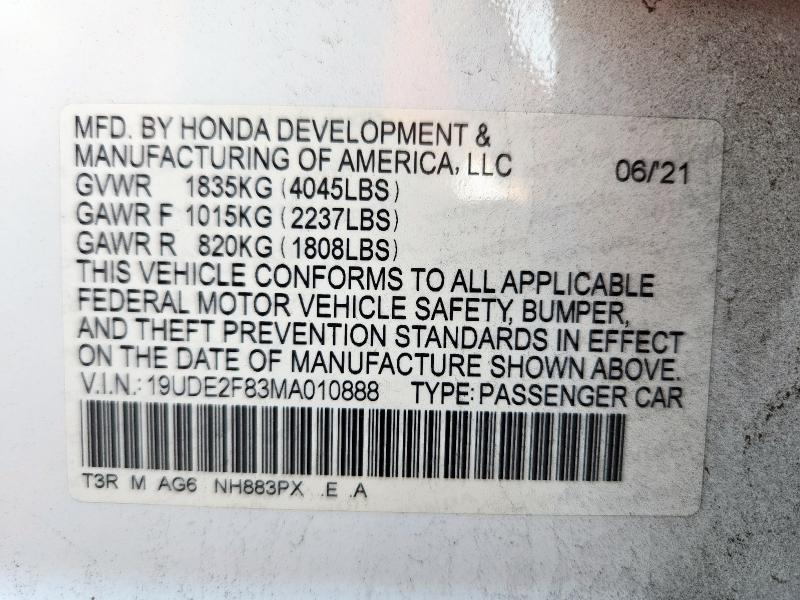 MFD. BY HONDA DEVELOPMENT &
MANUFACTURING OF AMERICA, LLC 06/'21
GVWR 1835KG (4045LBS)
GAWR F 1015KG (2237LBS)
GAWR R 820KG (1808LBS)
THIS VEHICLE CONFORMS TO ALL APPLICABLE
FEDERAL MOTOR VEHICLE SAFETY, BUMPER,
AND THEFT PREVENTION STANDARDS IN EFFECT
ON THE DATE OF MANUFACTURE SHOWN ABOVE.
V.I.N.: 19UDE2F83MA010888 TYPE: PASSENGER CAR
T3R M AG6 NH883PX .E .A